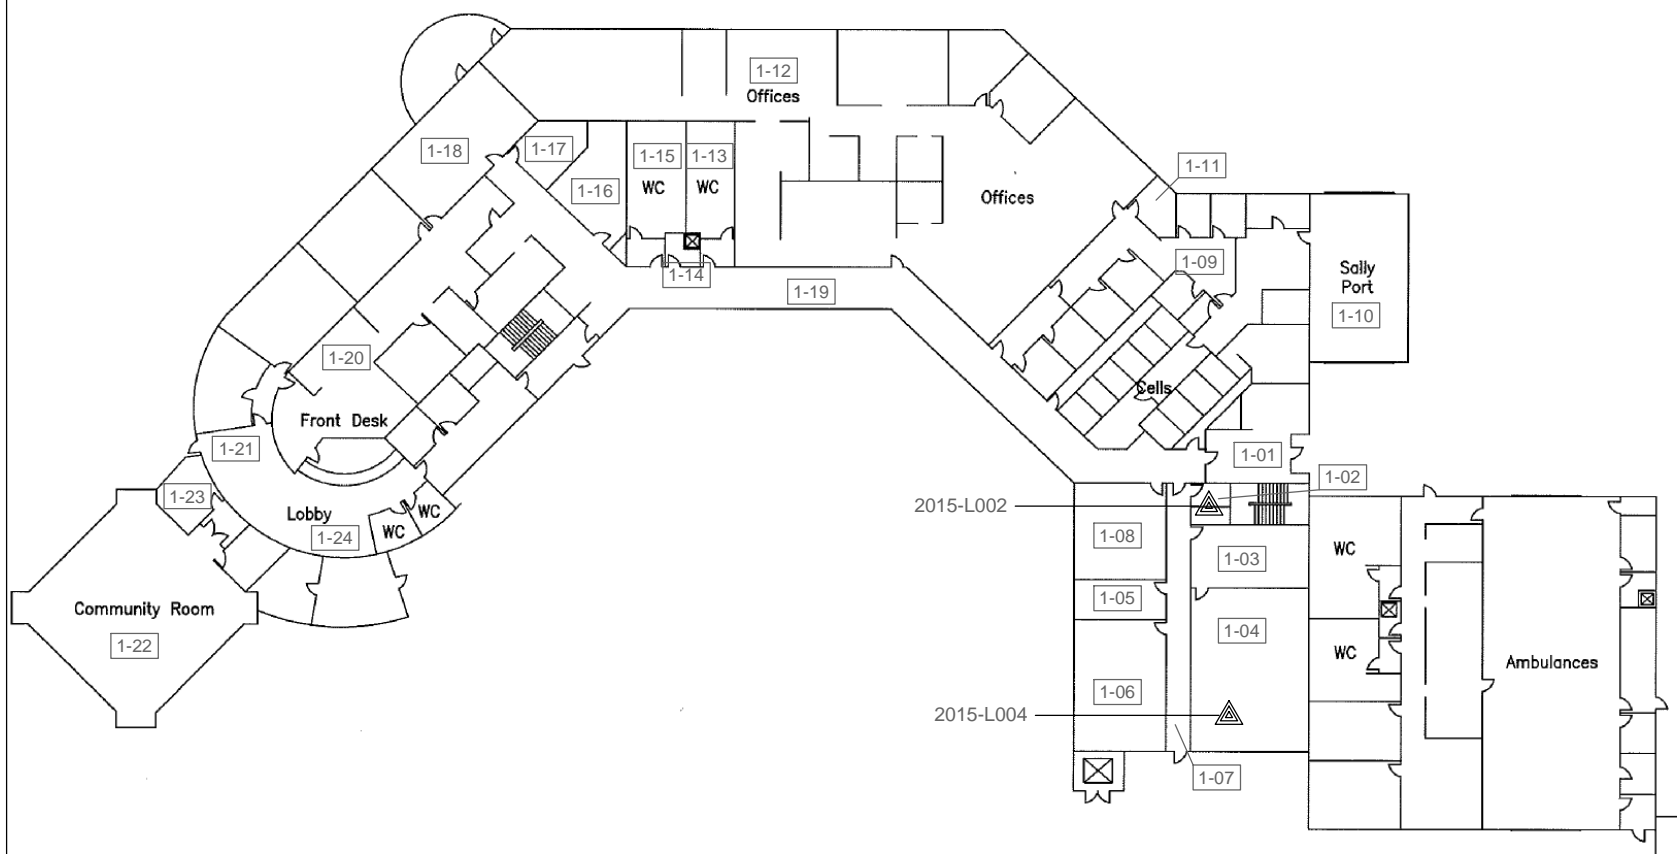 1-12
Offices
1-18
1-17
1-15
1-13
WC
WC
1-16
1-11
Offices
1-14
1-19
1-09
Sally
Port
1-10
1-20
Front Desk
Cells
1-21
1-01
1-02
1-23
2015-L002
Lobby
1-24
WC
WC
1-08
1-03
WC
Community Room
1-22
1-05
1-04
WC
Ambulances
1-06
2015-L004
1-07